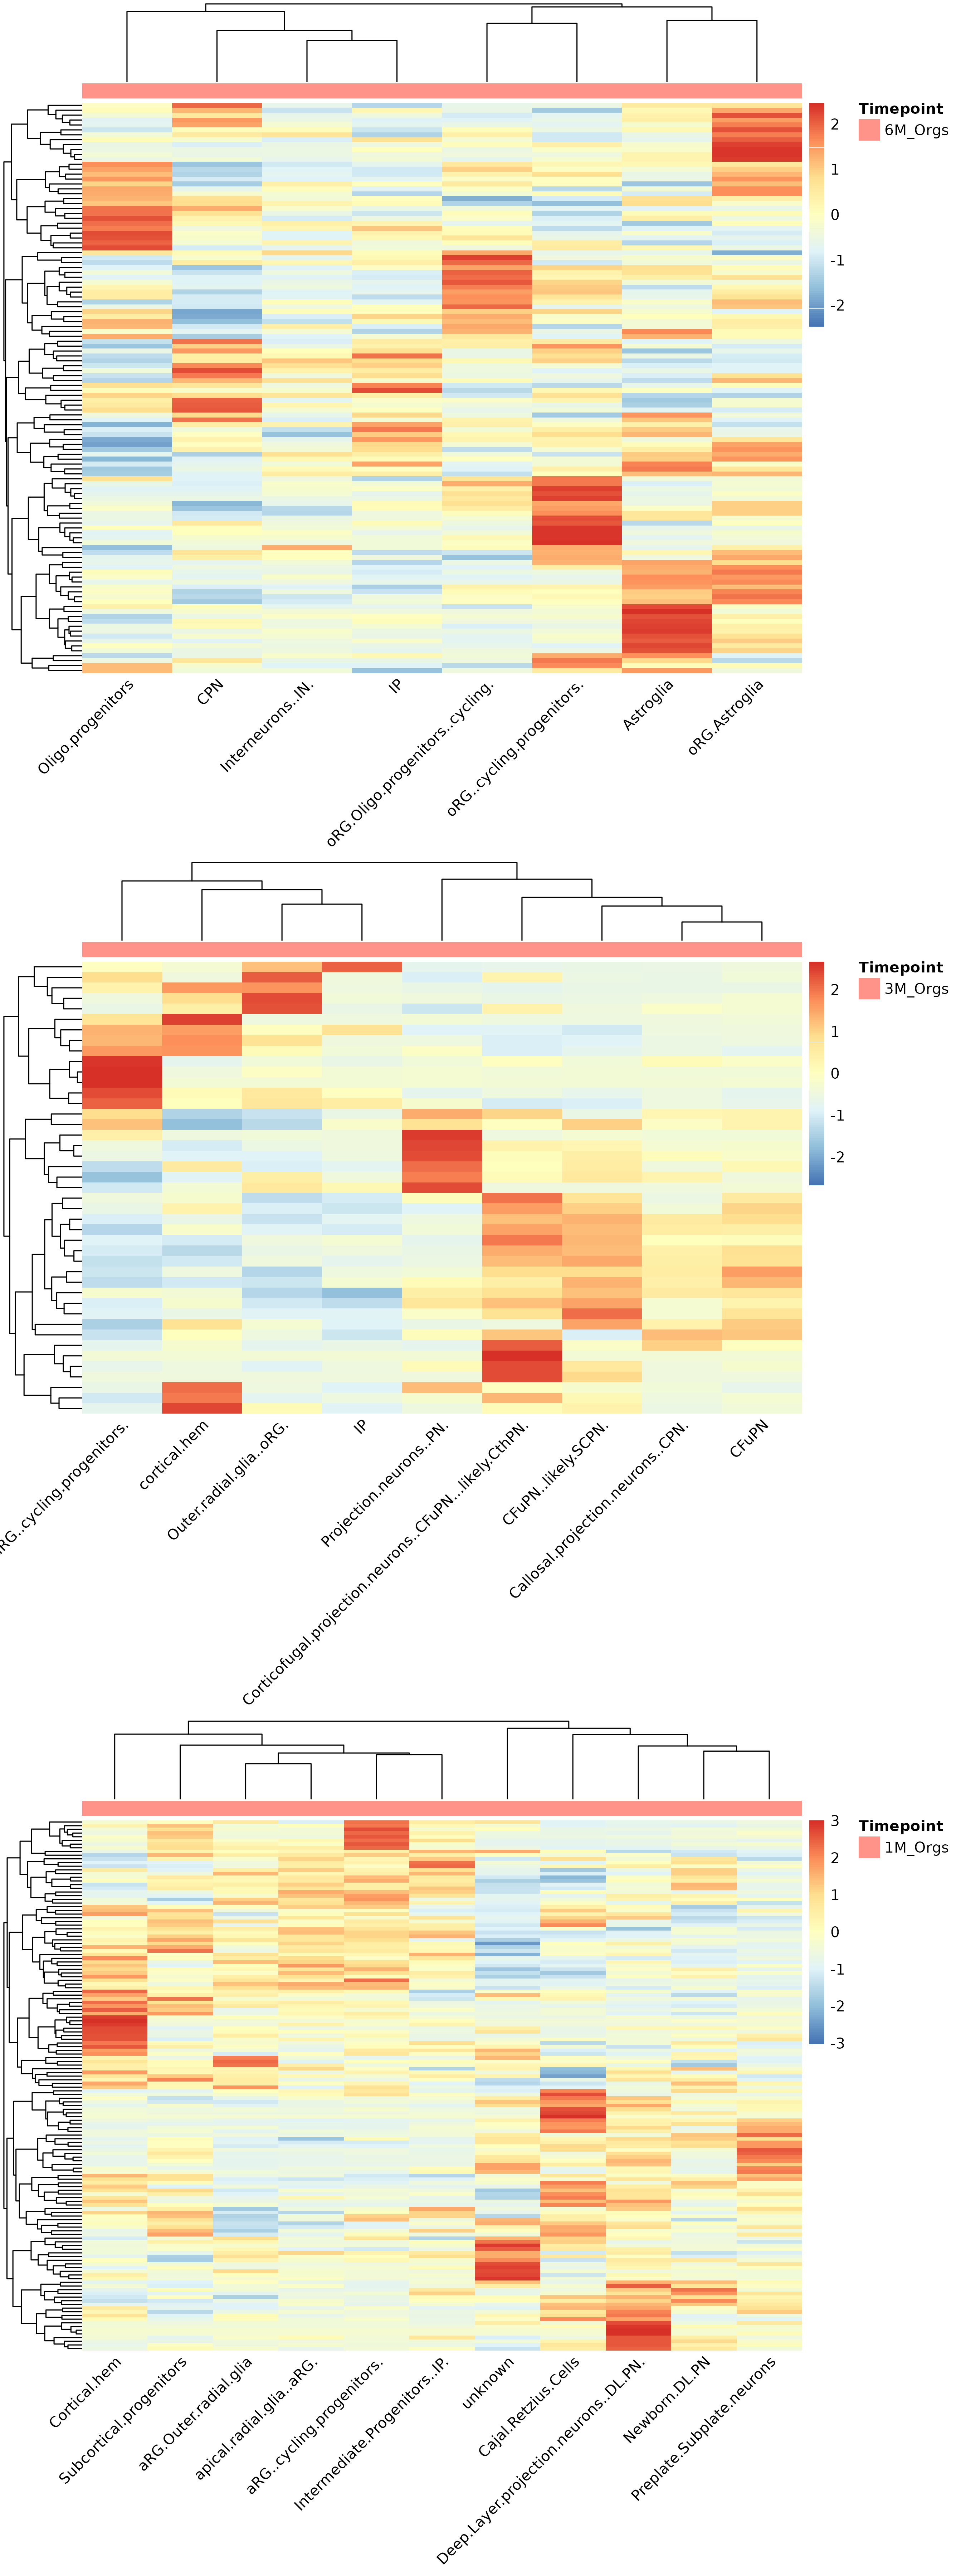 Timepoint
6M_Orgs
2
1
0
-1
-2
Oligo.progenitors
CPN
Interneurons..IN.
IP
oRG.Oligo.progenitors..cycling.
oRG..cycling.progenitors.
Astroglia
oRG.Astroglia
Timepoint
3M_Orgs
2
1
0
-1
-2
RG..cycling.progenitors.
cortical.hem
Outer.radial.glia..oRG.
IP
Projection.neurons..PN.
Corticofugal.projection.neurons..CFuPN...likely.CthPN.
CFuPN..likely.SCPN.
Callosal.projection.neurons..CPN.
CFuPN
Timepoint
1M_Orgs
3
2
1
0
-1
-2
-3
Cortical.hem
Subcortical.progenitors
aRG.Outer.radial.glia
apical.radial.glia..aRG.
aRG..cycling.progenitors.
Intermediate.Progenitors..IP.
unknown
Cajal.Retzius.Cells
Deep.Layer.projection.neurons..DL.PN.
Newborn.DL.PN
Preplate.Subplate.neurons